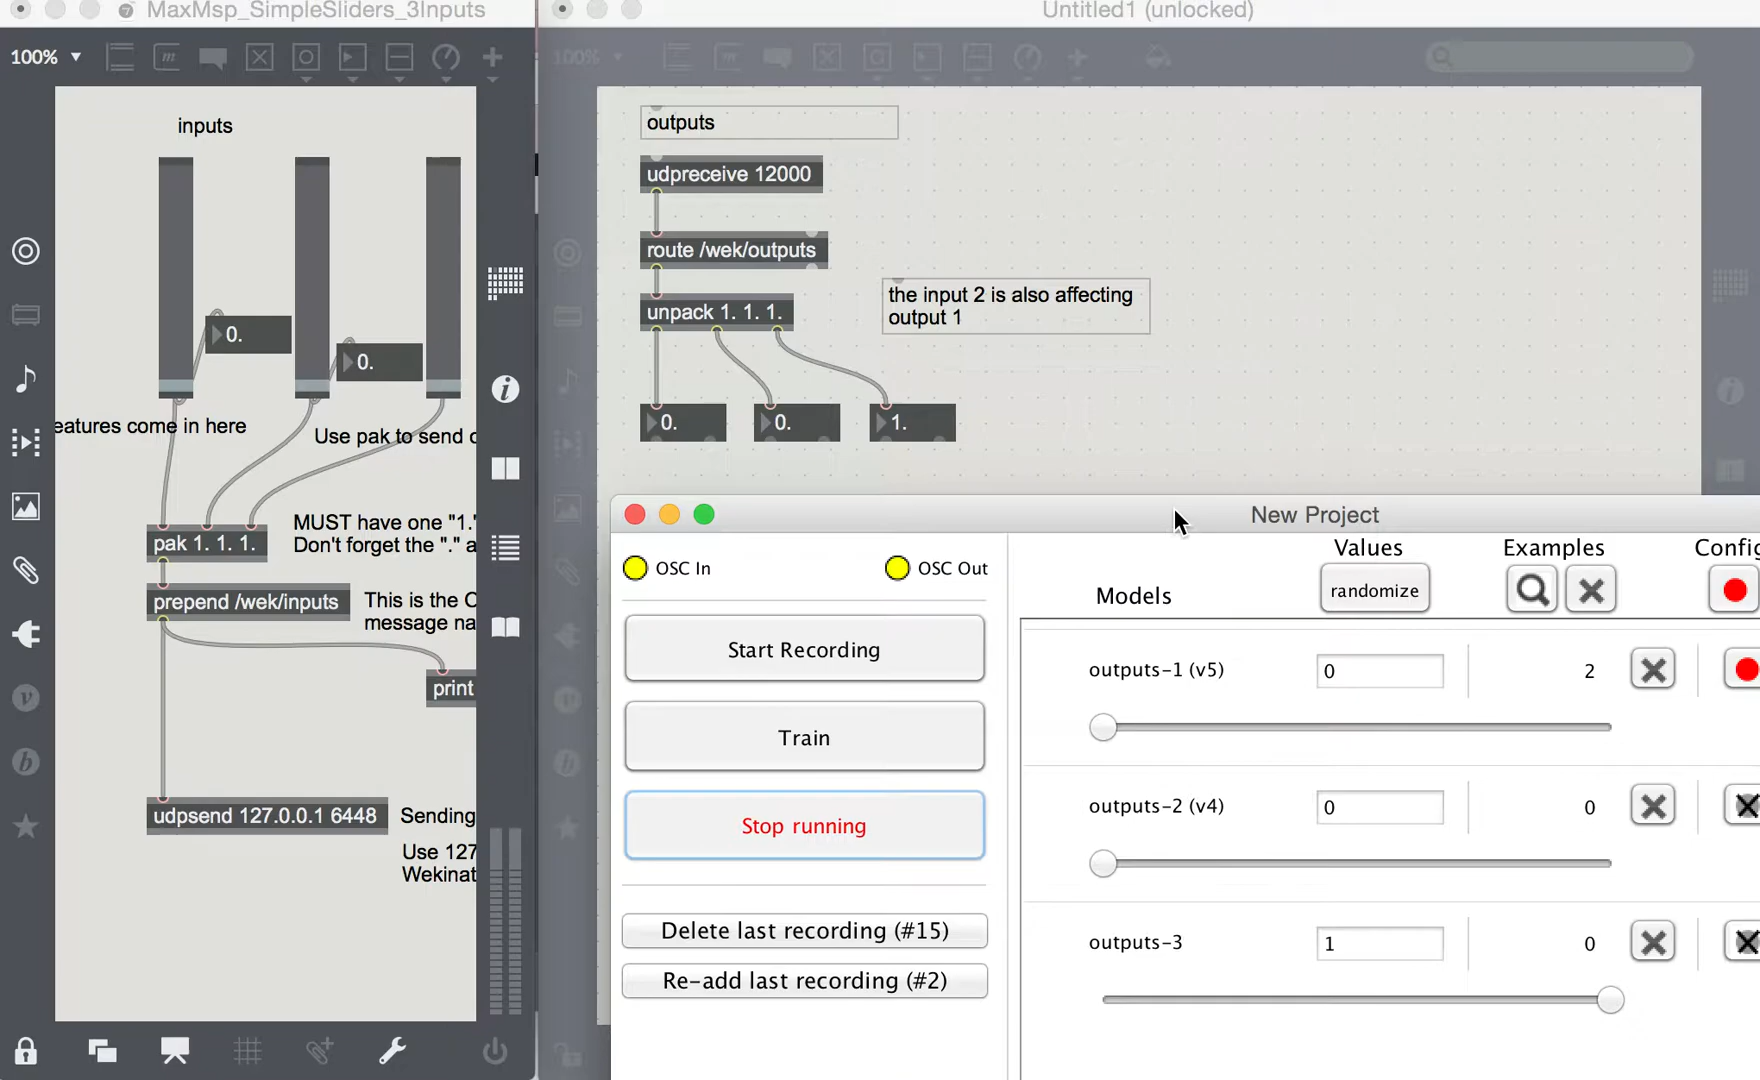 MaxMsp_SimpleSliders_3Inputs
Untitled1 (unlocked)
100%
100%
inputs
0.
0.
eatures come in here
Use pak to send o
MUST have one "1."
Don't forget the "." a
pak 1. 1. 1.
prepend /wek/inputs
This is the O
message na
print
udpsend 127.0.0.1 6448
Sending
Use 127
Wekinat
outputs
udpreceive 12000
route /wek/outputs
unpack 1. 1. 1.
the input 2 is also affecting
output 1
0.
0.
1.
New Project
OSC In
OSC Out
Start Recording
Train
Stop running
Delete last recording (#15)
Re-add last recording (#2)
Models
Values
randomize
Examples
Config
outputs-1 (v5)
0
2
outputs-2 (v4)
0
0
outputs-3
1
0